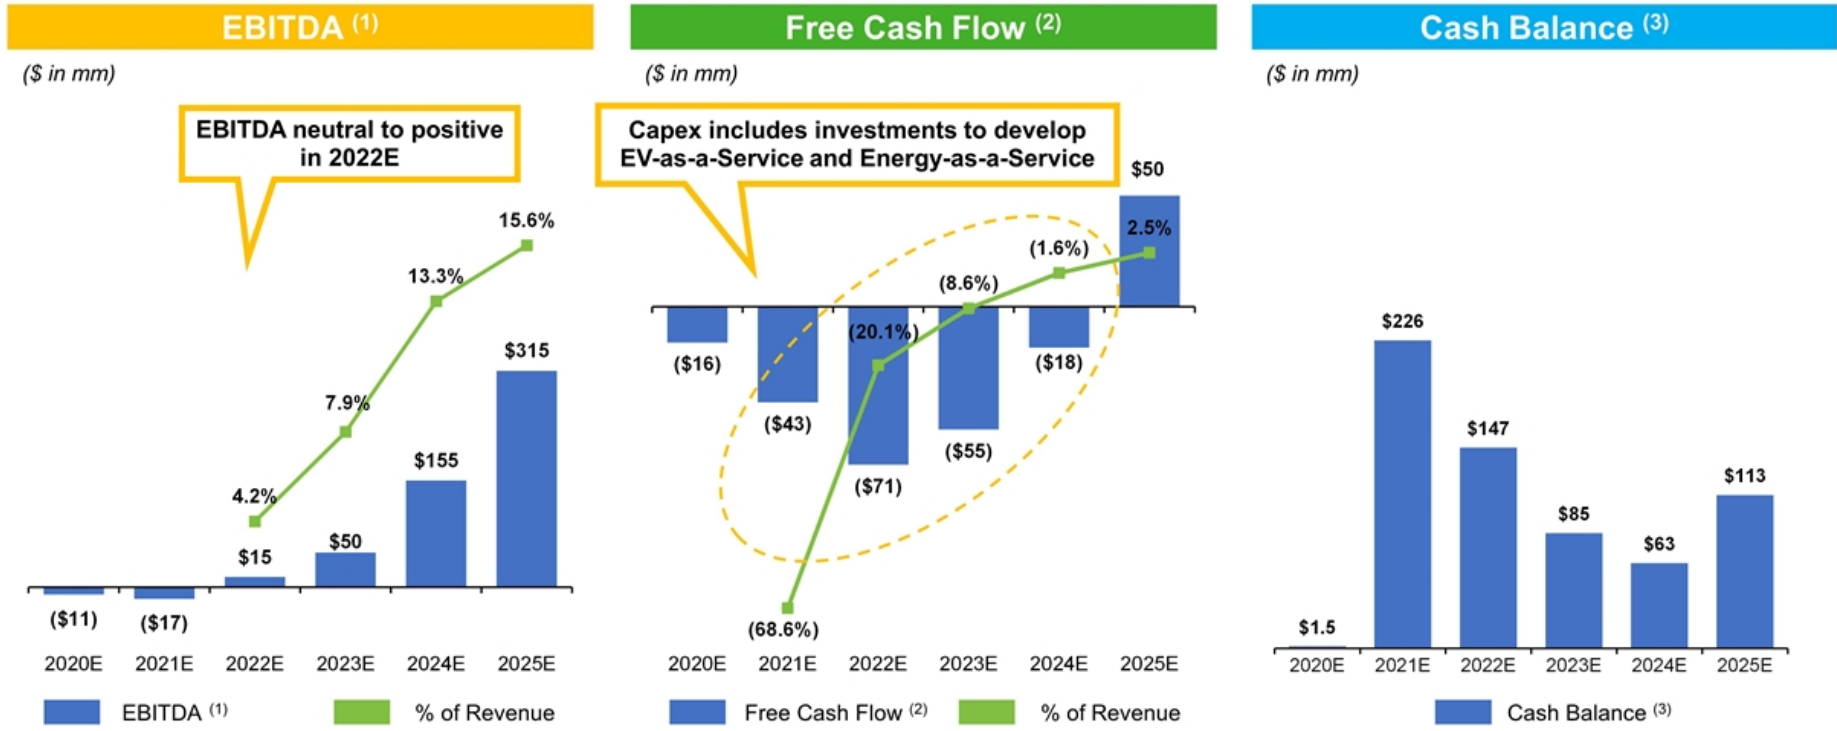 EBITDA (1)
($ in mm)
EBITDA neutral to positive
in 2022E
15.6%
13.3%
$315
7.9%
$155
4.2%
$50
$15
($11)
($17)
2020E 2021E 2022E 2023E 2024E 2025E
EBITDA (1) % of Revenue
Free Cash Flow (2)
($ in mm)
Capex includes investments to develop
EV-as-a-Service and Energy-as-a-Service
$50
2.5%
(1.6%)
(8.6%)
(20.1%)
($16)
($18)
($43)
($55)
($71)
(68.6%)
2020E 2021E 2022E 2023E 2024E 2025E
Free Cash Flow (2) % of Revenue
Cash Balance (3)
($ in mm)
$226
$147
$113
$85
$63
$1.5
2020E 2021E 2022E 2023E 2024E 2025E
Cash Balance (3)